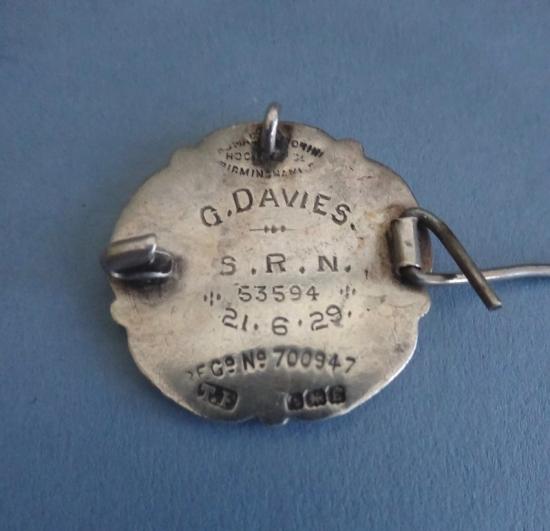 G. DAVIES.
S. R. N.
53594
21. 6. 29.
REGD. NO 700947
T.F